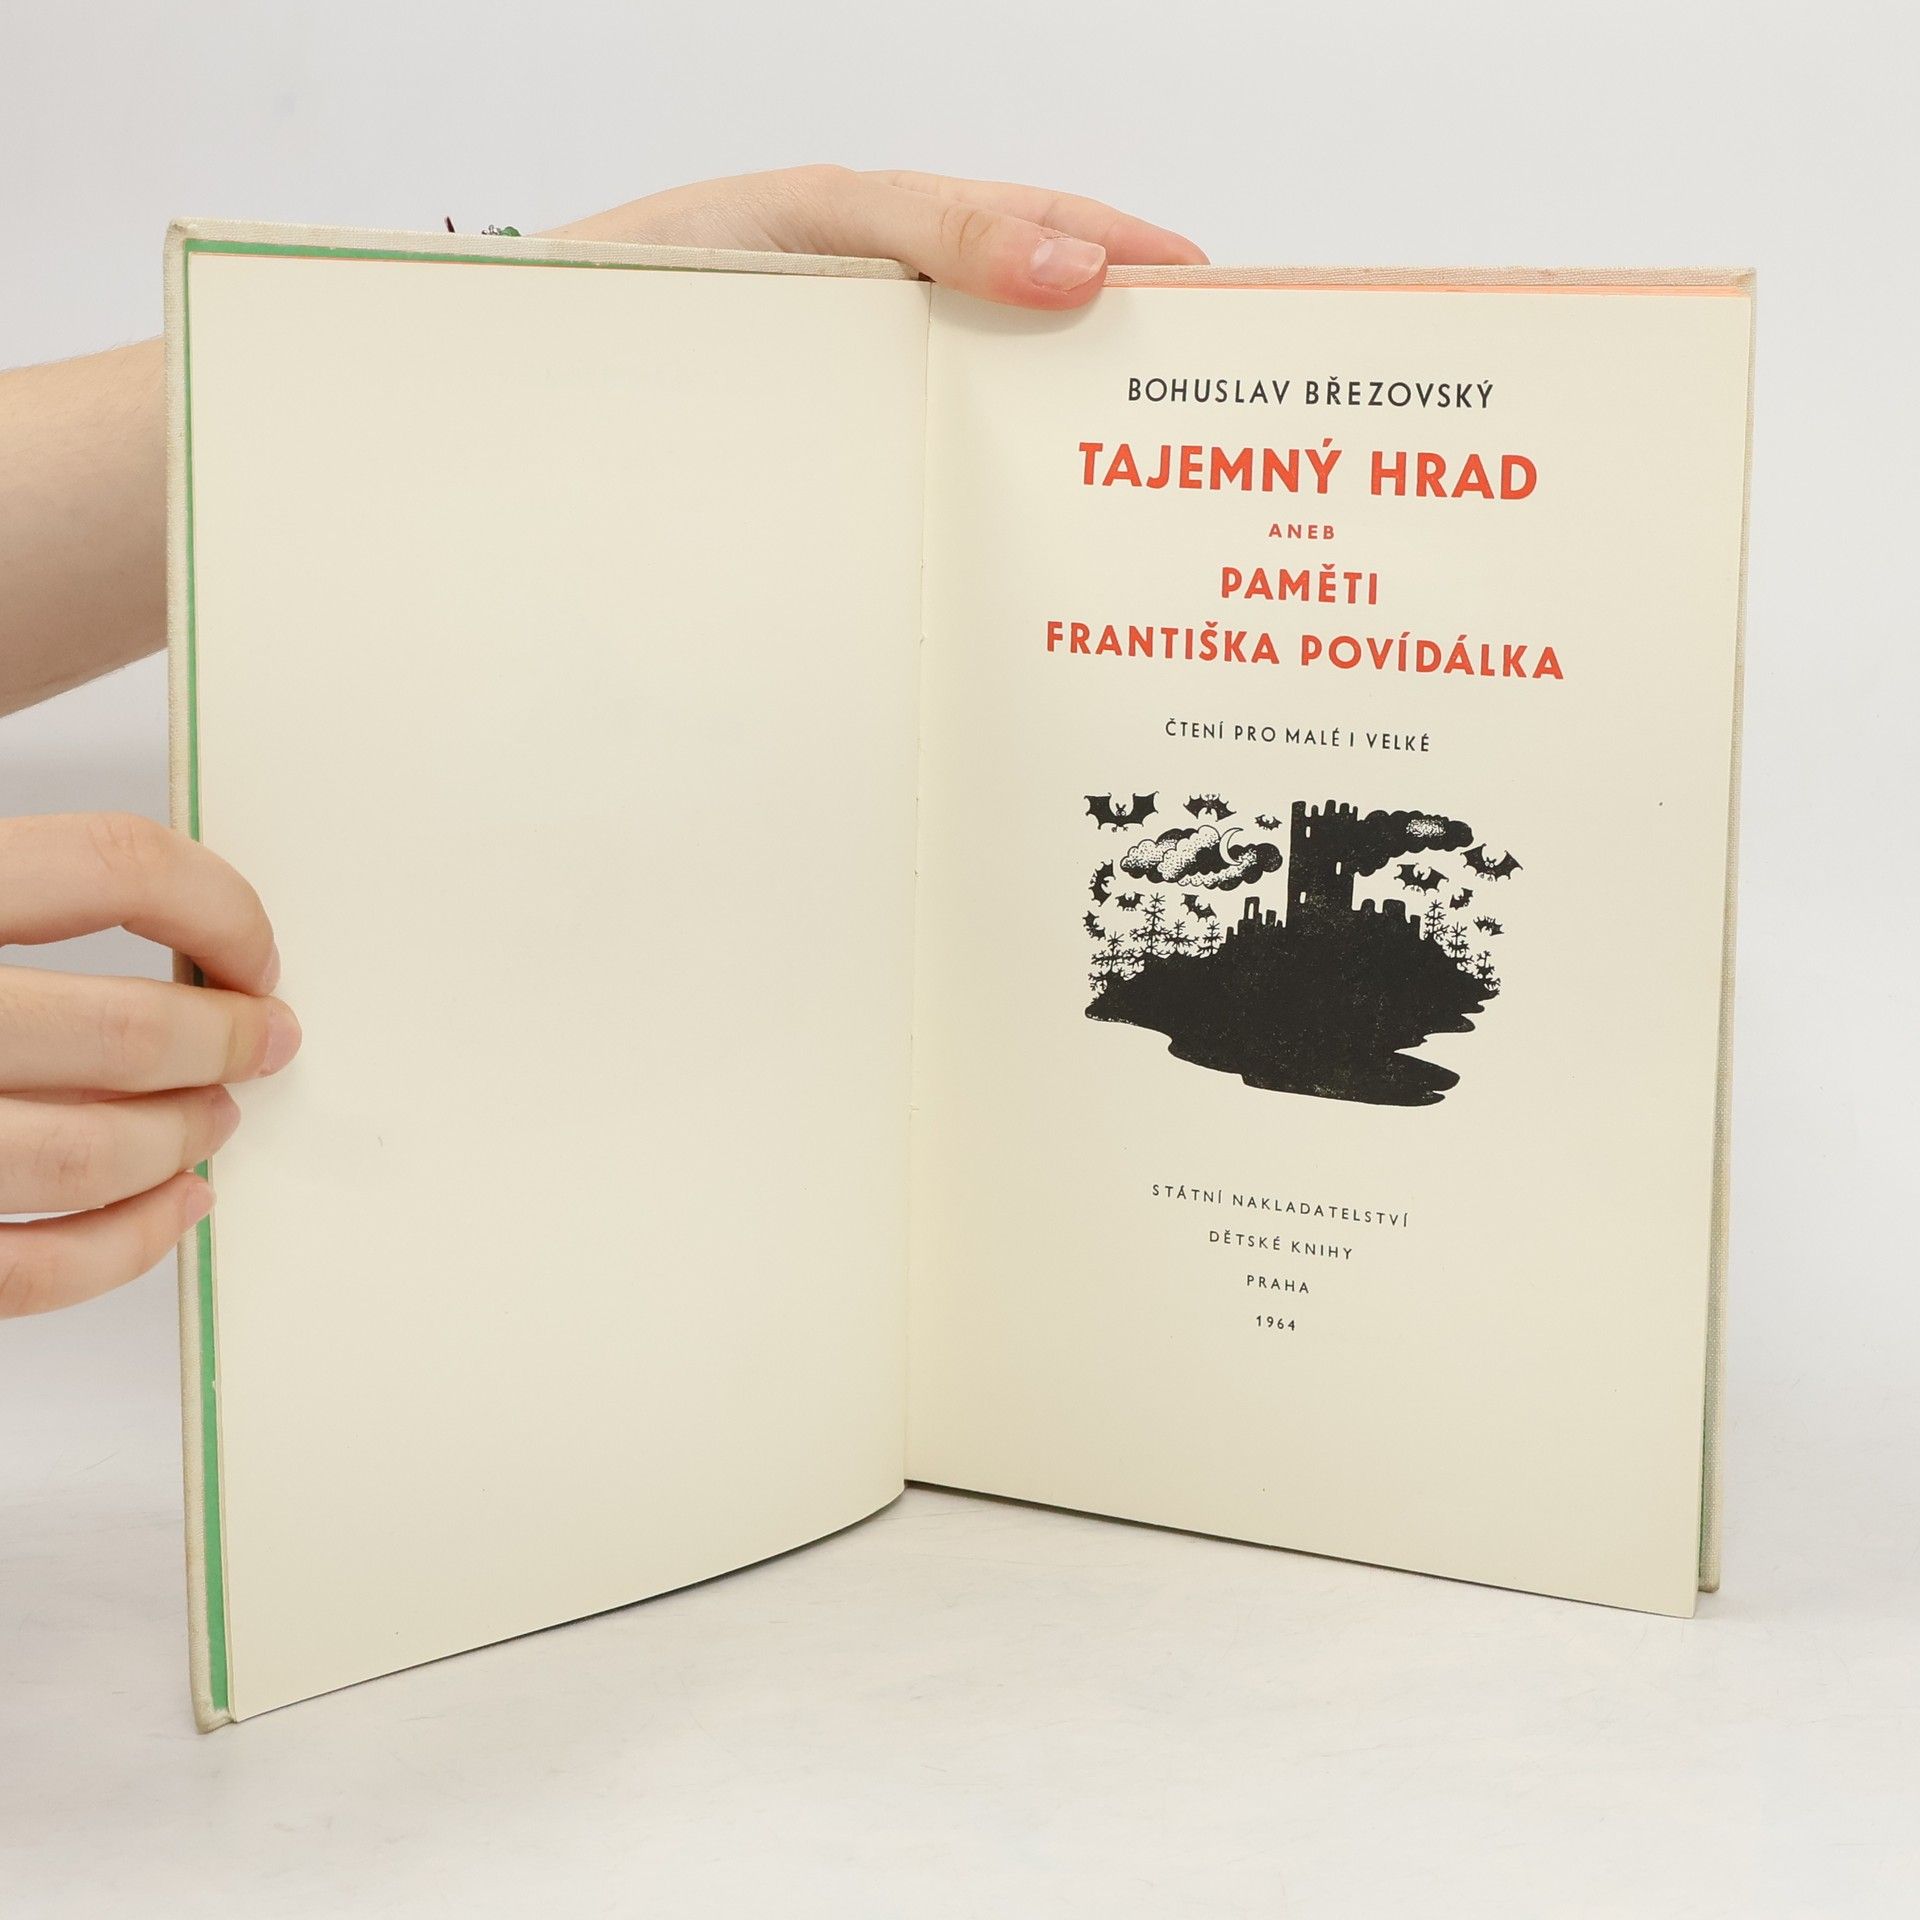 BOHUSLAV BŘEZOVSKÝ
TAJEMNÝ HRAD
ANEB
PAMĚTI
FRANTIŠKA POVÍDÁLKA
ČTENÍ PRO MALÉ I VELKÉ
STÁTNÍ NAKLADATELSTVÍ
DĚTSKÉ KNIHY
PRAHA
1964